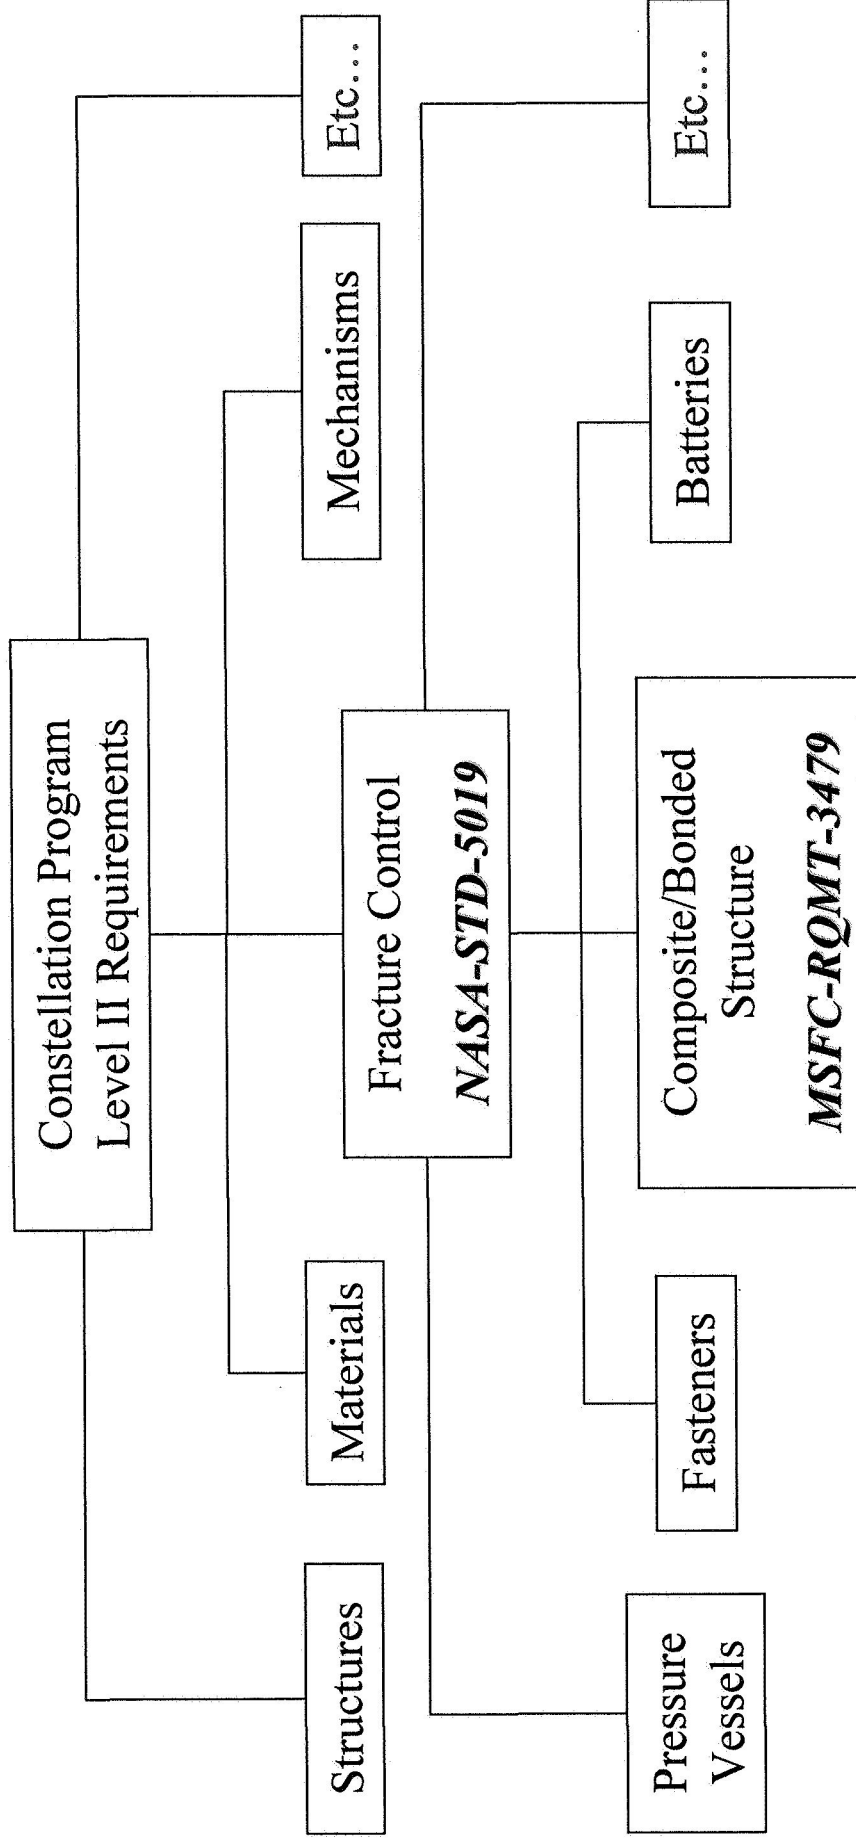 Constellation Program
Level II Requirements
Structures
Materials
Fracture Control
NASA-STD-5019
Mechanisms
Etc...
Pressure
Vessels
Fasteners
Composite/Bonded
Structure
MSFC-RQMT-3479
Batteries
Etc...